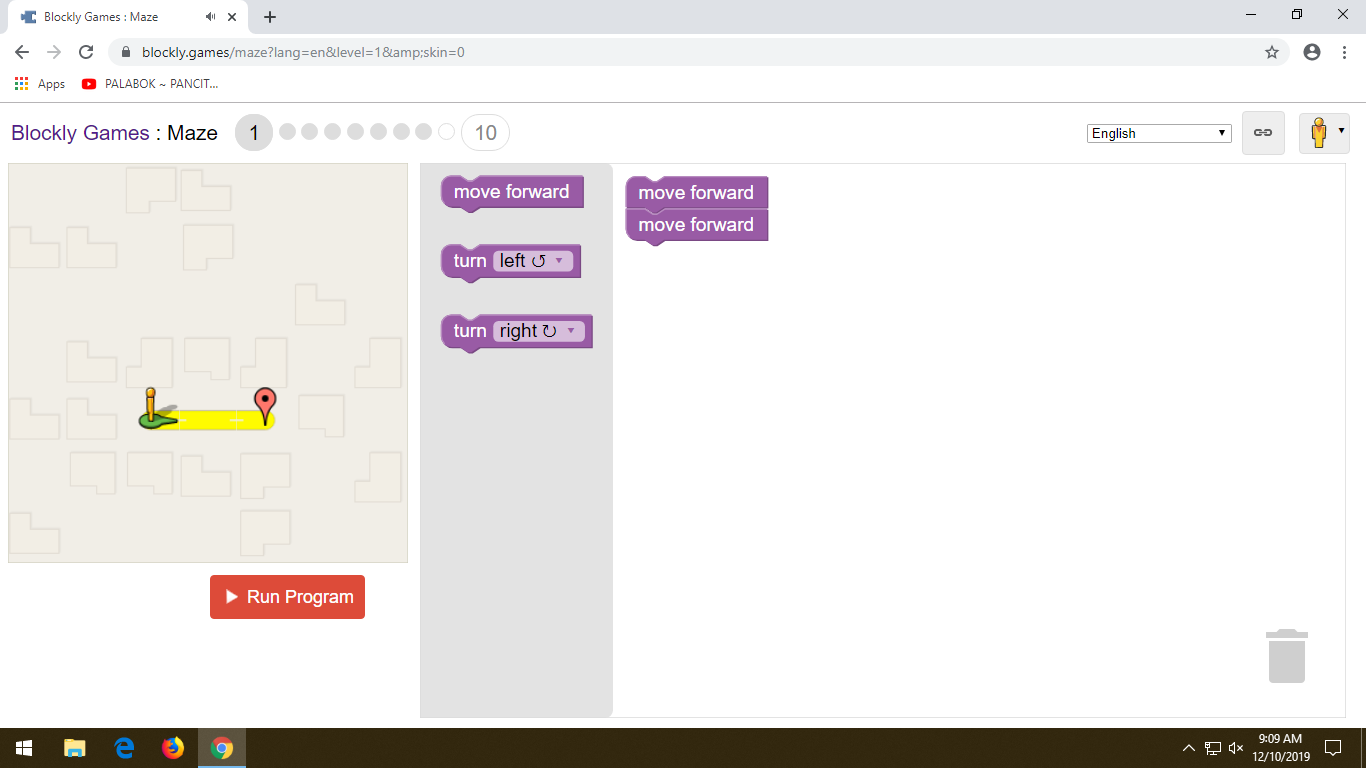 Blockly Games : Maze
blockly.games/maze?lang=en&level=1&amp;skin=0
Apps
PALABOK ~ PANCIT...
Blockly Games : Maze 1 10
English
move forward
turn left ↺
turn right ↻
move forward
move forward
Run Program
9:09 AM
12/10/2019